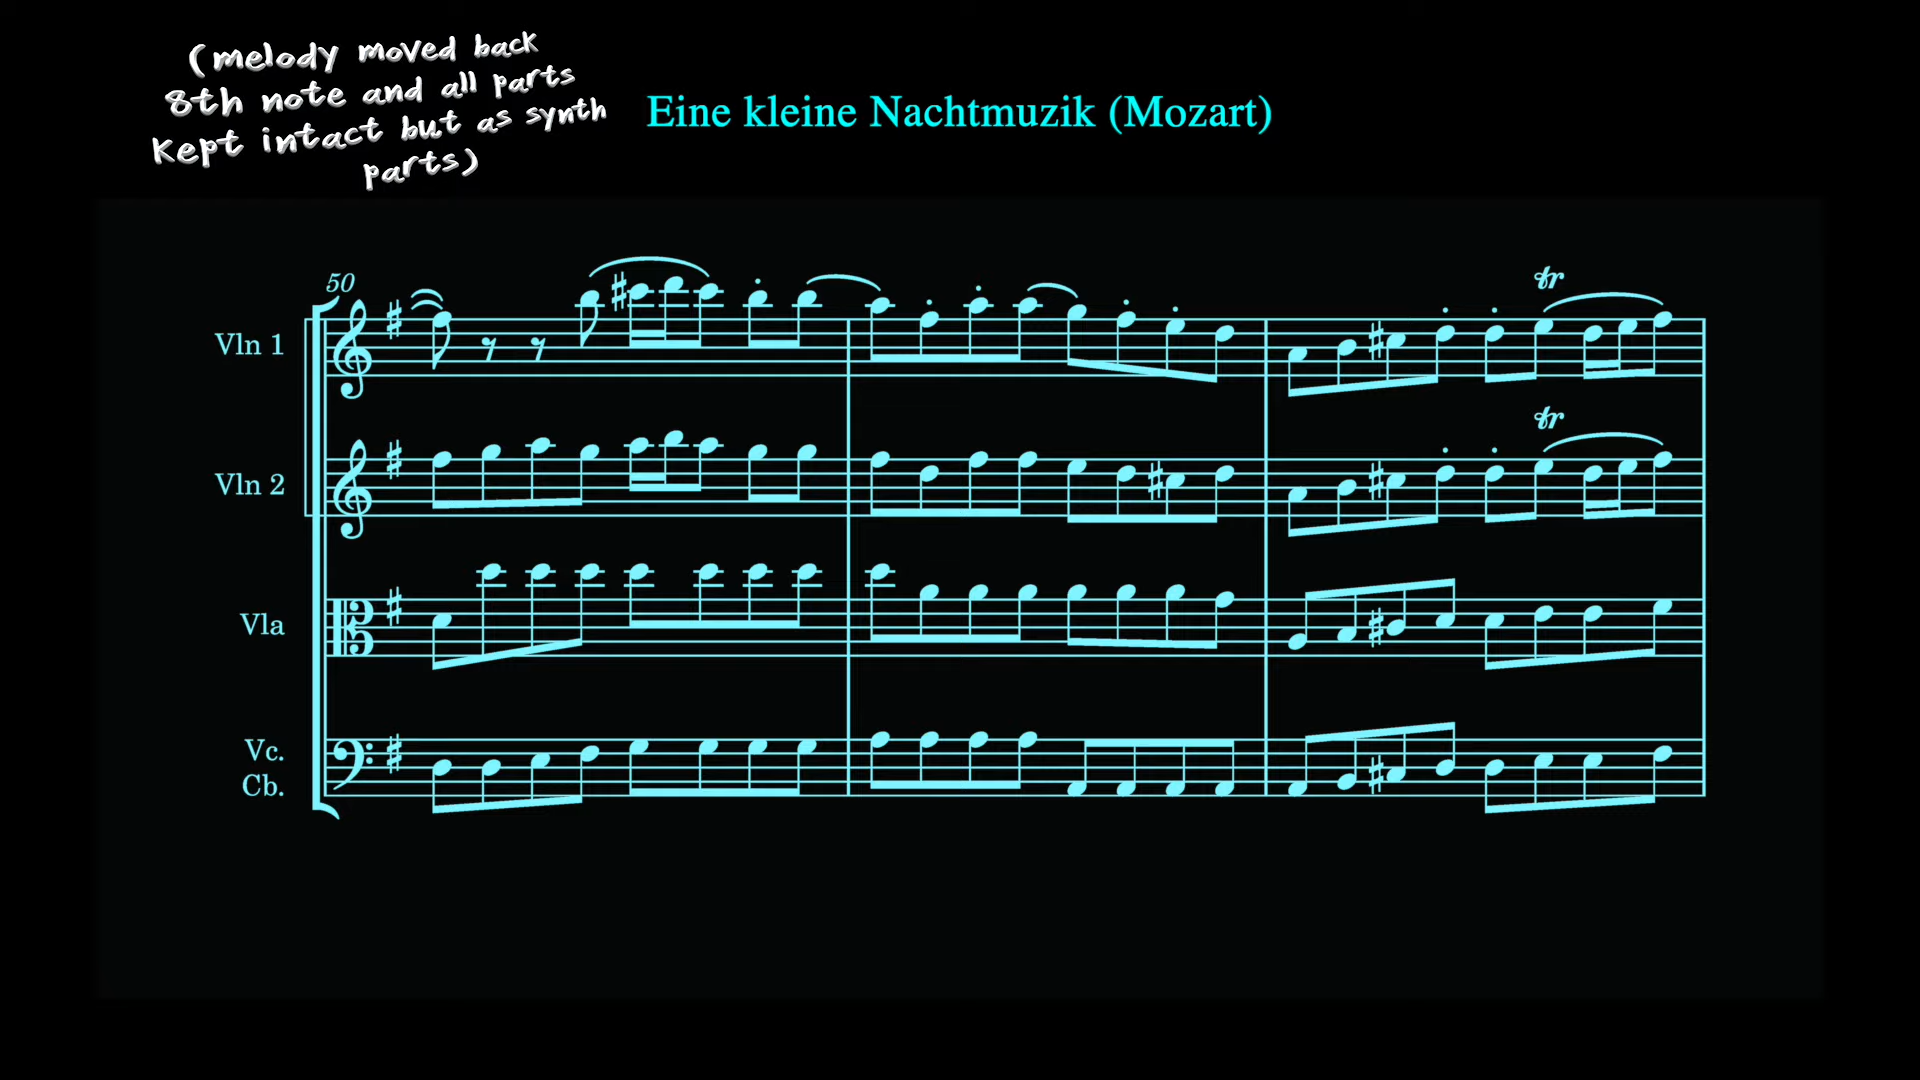 (melody moved back
8th note and all parts
kept intact but as synth
parts)
Eine kleine Nachtmuzik (Mozart)
50
tr
Vln 1
tr
Vln 2
Vla
Vc.
Cb.